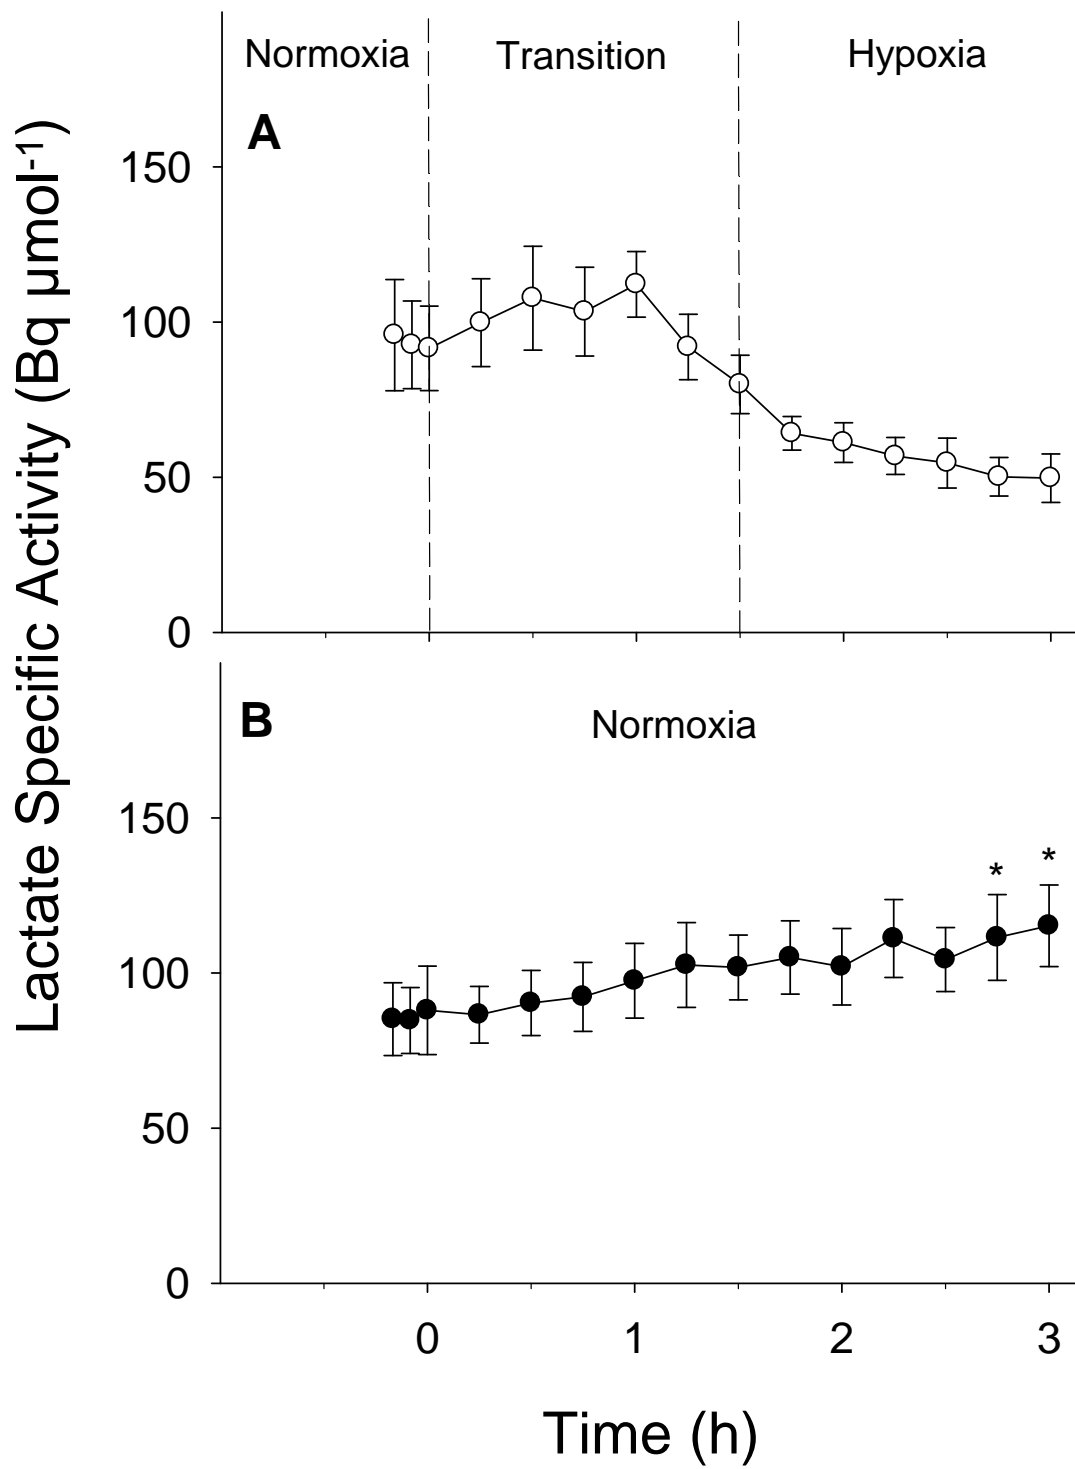 Normoxia Transition Hypoxia
A
150
100
50
0
Lactate Specific Activity (Bq µmol-1)
B Normoxia
150
* *
100
50
0
0 1 2 3
Time (h)